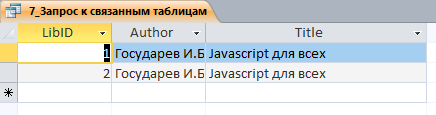 7_Запрос к связанным таблицам
LibID Author Title
1 Государев И.Б Javascript для всех
2 Государев И.Б Javascript для всех